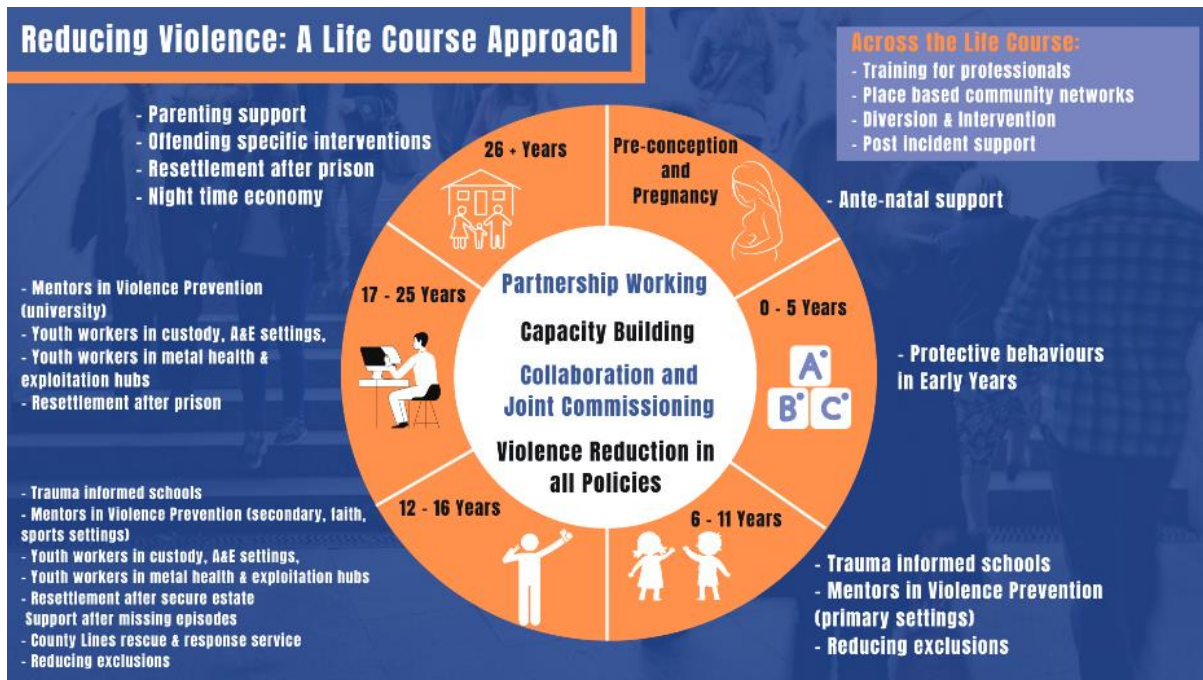 Reducing Violence: A Life Course Approach
Across the Life Course:
- Training for professionals
- Place based community networks
- Diversion & Intervention
- Post incident support
- Parenting support
- Offending specific interventions
- Resettlement after prison
- Night time economy
26 + Years
Pre-conception
and
Pregnancy
- Ante-natal support
- Mentors in Violence Prevention
(university)
- Youth workers in custody, A&E settings,
- Youth workers in metal health &
exploitation hubs
- Resettlement after prison
17 - 25 Years
0 - 5 Years
A
B C
- Protective behaviours
in Early Years
Partnership Working
Capacity Building
Collaboration and
Joint Commissioning
Violence Reduction in
all Policies
- Trauma informed schools
- Mentors in Violence Prevention (secondary, faith,
sports settings)
- Youth workers in custody, A&E settings,
- Youth workers in metal health & exploitation hubs
- Resettlement after secure estate
Support after missing episodes
- County Lines rescue & response service
- Reducing exclusions
12 - 16 Years
6 - 11 Years
- Trauma informed schools
- Mentors in Violence Prevention
(primary settings)
- Reducing exclusions